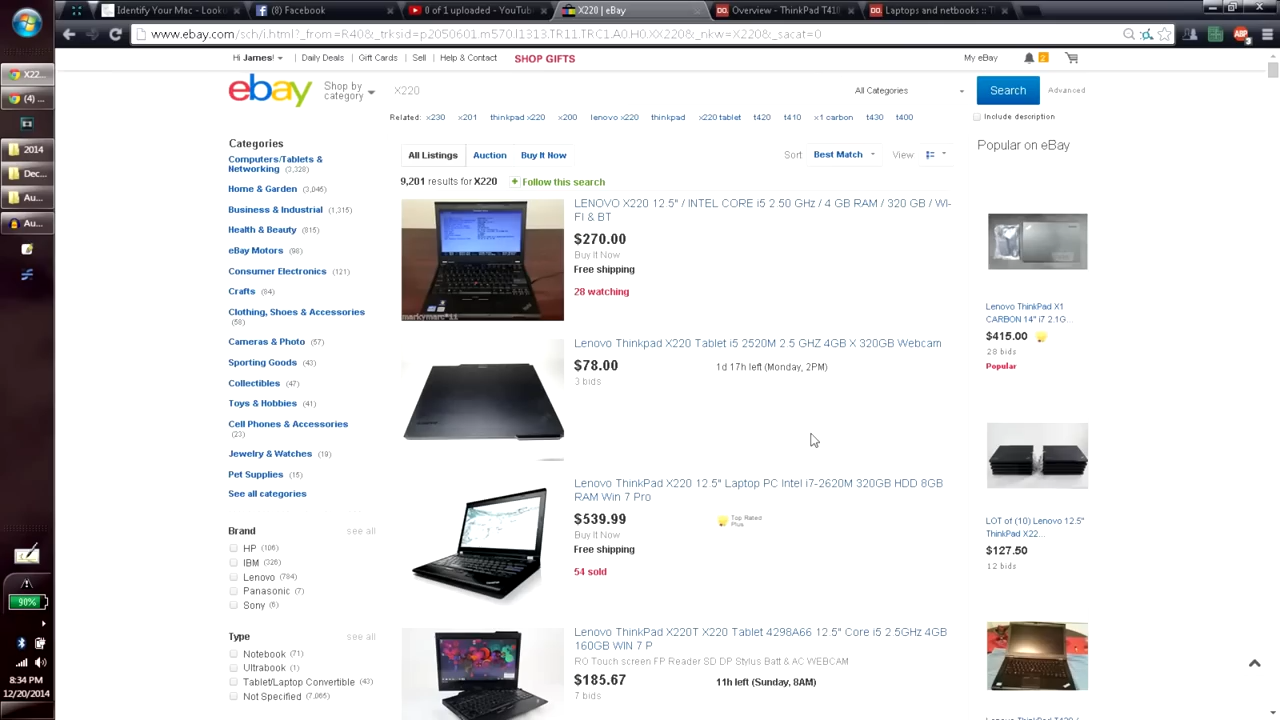 Identify Your Mac - Looku
(8) Facebook
0 of 1 uploaded - YouTube
X220 | eBay
Overview - ThinkPad T410
Laptops and netbooks :: T
www.ebay.com/sch/i.html?_from=R40&_trksid=p2050601.m570.l1313.TR11.TRC1.A0.H0.XX220&_nkw=X220&_sacat=0
X22...
(4) ...
2014
Dec...
Au...
Au...
90%
8:34 PM
12/20/2014
Hi James!
Daily Deals
Gift Cards
Sell
Help & Contact
SHOP GIFTS
My eBay
2
ebay
Shop by category
X220
All Categories
Search
Advanced
Related: x230 x201 thinkpad x220 x200 lenovo x220 thinkpad x220 tablet t420 t410 x1 carbon t430 t400
Include description
Categories
Computers/Tablets &
Networking (3,328)
Home & Garden (3,046)
Business & Industrial (1,315)
Health & Beauty (815)
eBay Motors (98)
Consumer Electronics (121)
Crafts (84)
Clothing, Shoes & Accessories
(58)
Cameras & Photo (57)
Sporting Goods (43)
Collectibles (47)
Toys & Hobbies (41)
Cell Phones & Accessories
(23)
Jewelry & Watches (19)
Pet Supplies (15)
See all categories
Brand see all
HP (106)
IBM (326)
Lenovo (784)
Panasonic (7)
Sony (6)
Type see all
Notebook (71)
Ultrabook (1)
Tablet/Laptop Convertible (43)
Not Specified (7,065)
All Listings
Auction
Buy It Now
Sort Best Match
View
9,201 results for X220
Follow this search
LENOVO X220 12.5" / INTEL CORE i5 2.50 GHz / 4 GB RAM / 320 GB / WI-
FI & BT
$270.00
Buy It Now
Free shipping
28 watching
Lenovo Thinkpad X220 Tablet i5 2520M 2.5 GHZ 4GB X 320GB Webcam
$78.00
1d 17h left (Monday, 2PM)
3 bids
Lenovo ThinkPad X220 12.5" Laptop PC Intel i7-2620M 320GB HDD 8GB
RAM Win 7 Pro
$539.99
Top Rated
Plus
Buy It Now
Free shipping
54 sold
Lenovo ThinkPad X220T X220 Tablet 4298A66 12.5" Core i5 2.5GHz 4GB
160GB WIN 7 P
RO Touch screen FP Reader SD DP Stylus Batt & AC WEBCAM
$185.67
11h left (Sunday, 8AM)
7 bids
Popular on eBay
Lenovo ThinkPad X1
CARBON 14" i7 2.1G...
$415.00
28 bids
Popular
LOT of (10) Lenovo 12.5"
ThinkPad X22...
$127.50
12 bids